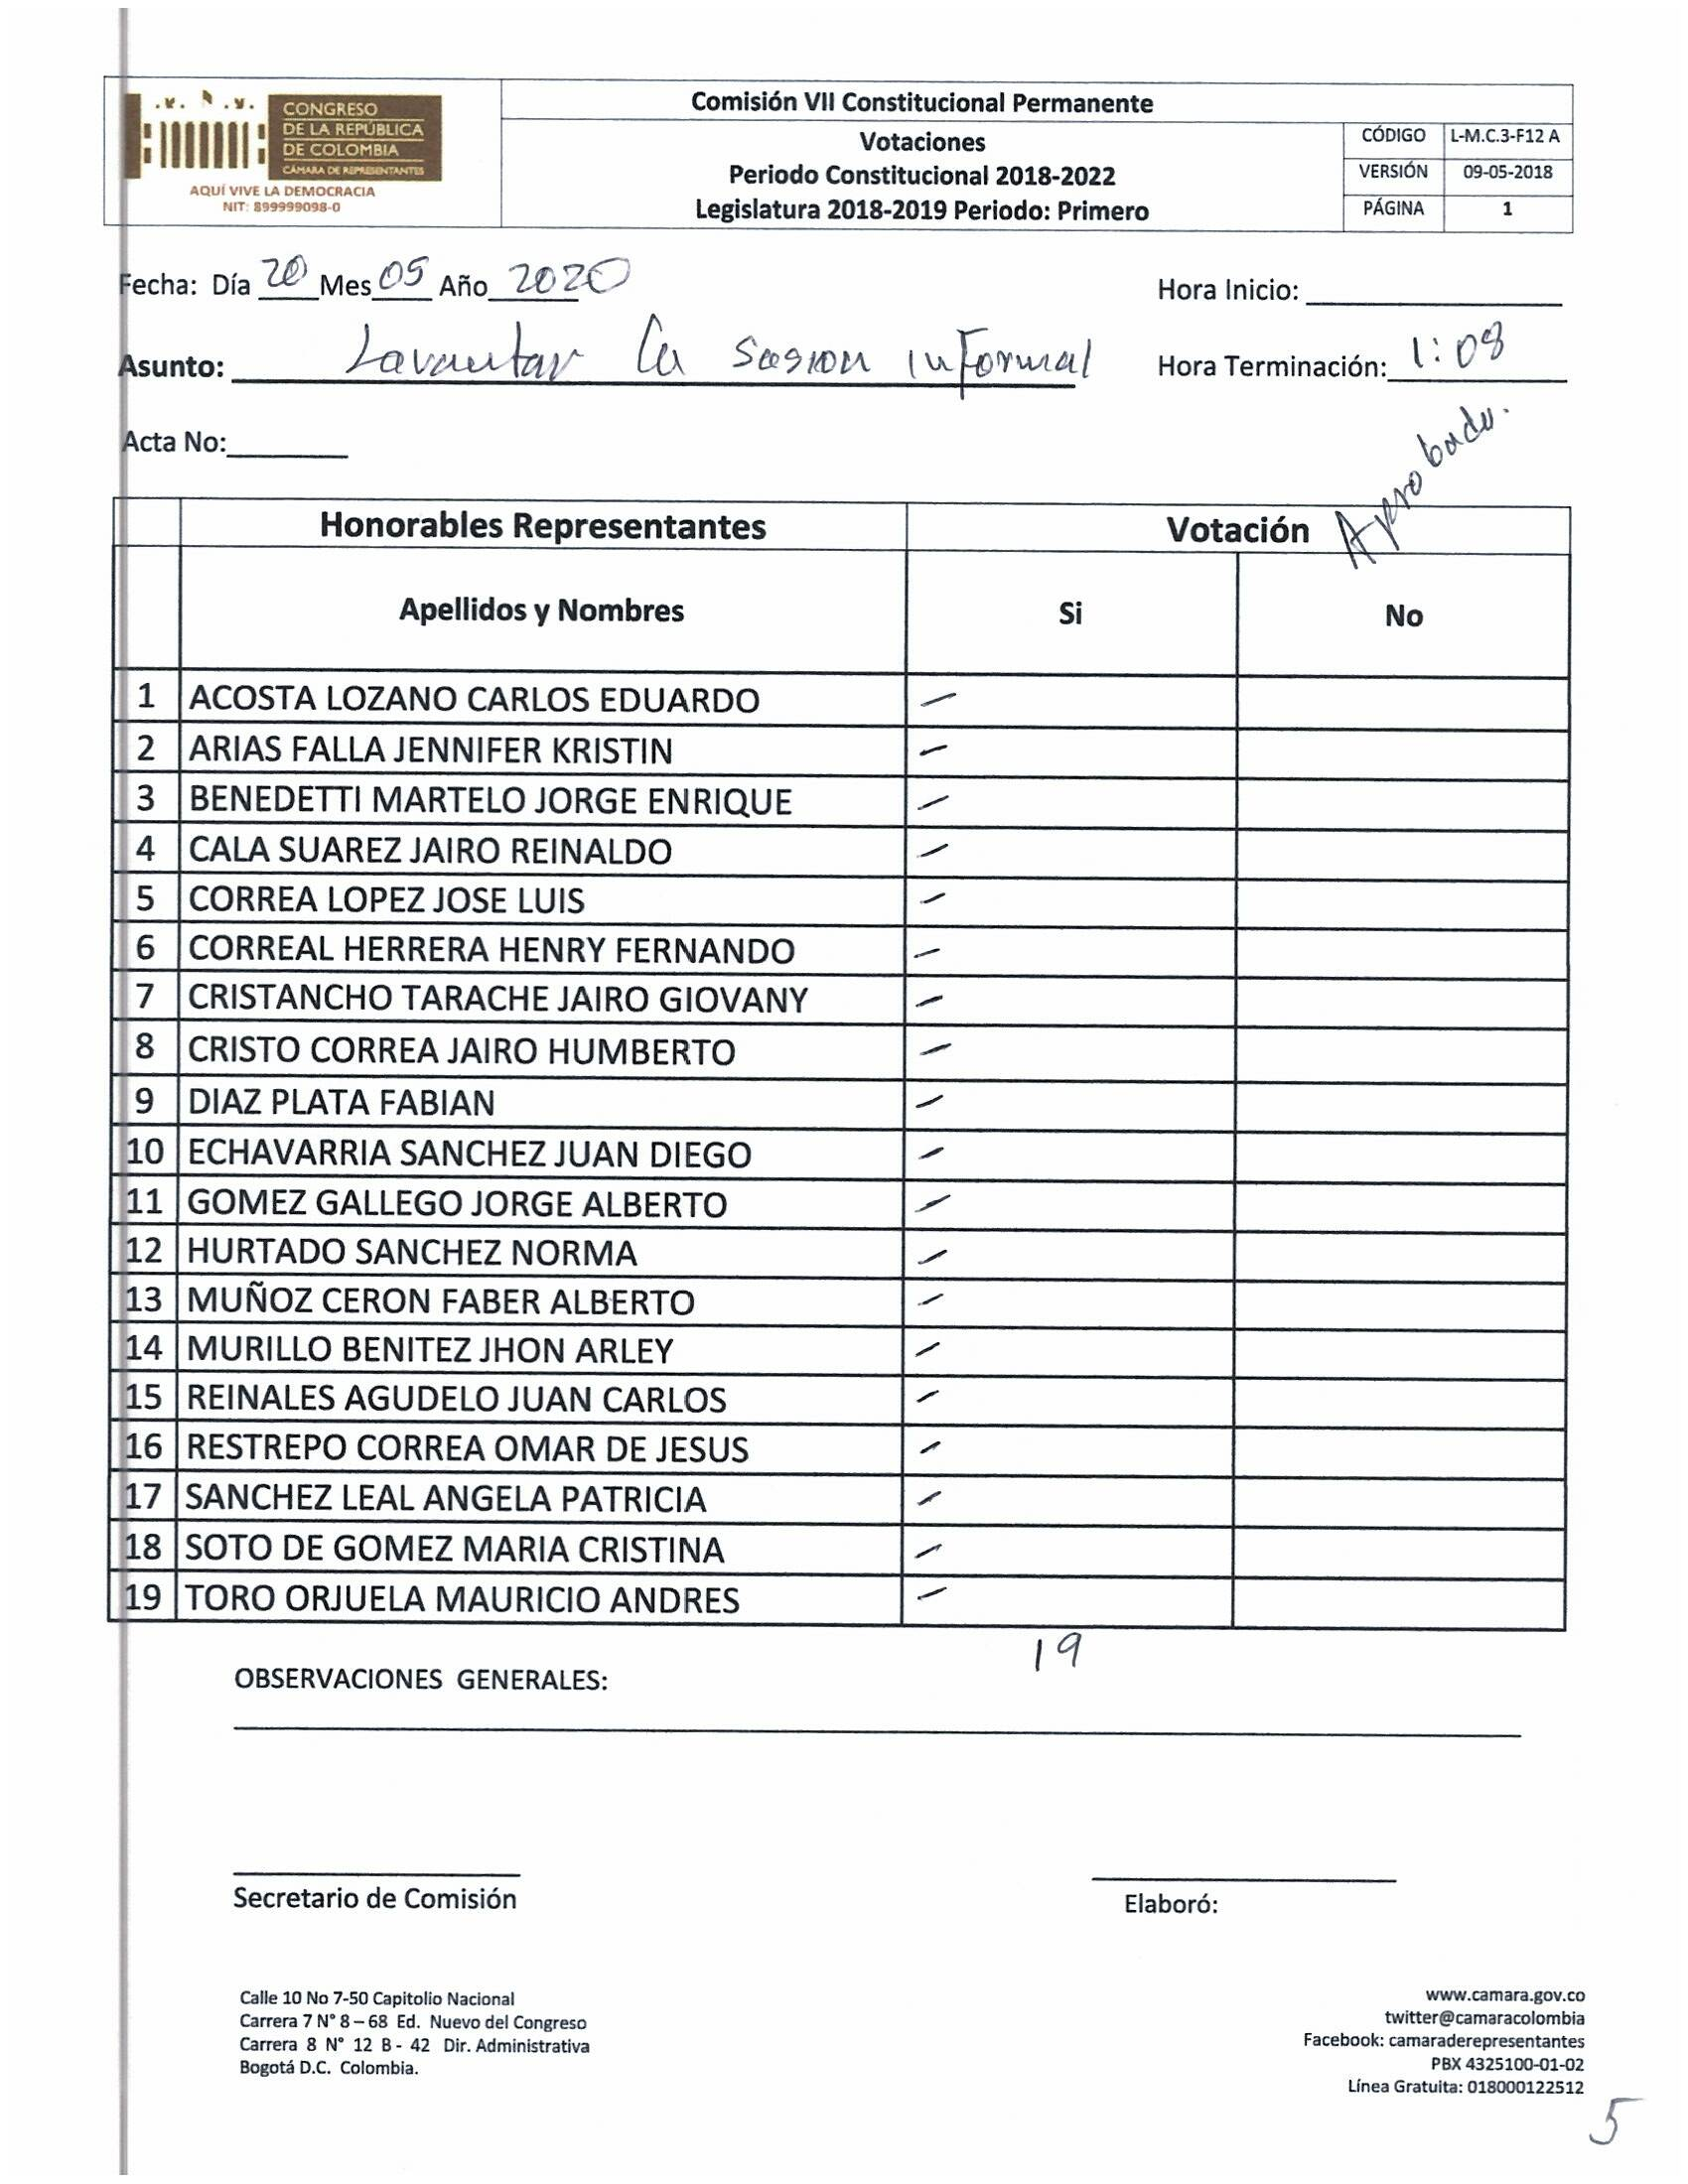 CONGRESO
DE LA REPÚBLICA
DE COLOMBIA
CÁMARA DE REPRESENTANTES
AQUÍ VIVE LA DEMOCRACIA
NIT: 899999098-0
Comisión VII Constitucional Permanente
Votaciones
Periodo Constitucional 2018-2022
Legislatura 2018-2019 Periodo: Primero
CÓDIGO L-M.C.3-F12 A
VERSIÓN 09-05-2018
PÁGINA 1
Fecha: Día 20 Mes 05 Año 2020 Hora Inicio:
Asunto: Levantar la sesion informal Hora Terminación: 1:08
Acta No:
Aprobado.
Honorables Representantes Votación
Apellidos y Nombres Si No
1 ACOSTA LOZANO CARLOS EDUARDO
2 ARIAS FALLA JENNIFER KRISTIN
3 BENEDETTI MARTELO JORGE ENRIQUE
4 CALA SUAREZ JAIRO REINALDO
5 CORREA LOPEZ JOSE LUIS
6 CORREAL HERRERA HENRY FERNANDO
7 CRISTANCHO TARACHE JAIRO GIOVANY
8 CRISTO CORREA JAIRO HUMBERTO
9 DIAZ PLATA FABIAN
10 ECHAVARRIA SANCHEZ JUAN DIEGO
11 GOMEZ GALLEGO JORGE ALBERTO
12 HURTADO SANCHEZ NORMA
13 MUÑOZ CERON FABER ALBERTO
14 MURILLO BENITEZ JHON ARLEY
15 REINALES AGUDELO JUAN CARLOS
16 RESTREPO CORREA OMAR DE JESUS
17 SANCHEZ LEAL ANGELA PATRICIA
18 SOTO DE GOMEZ MARIA CRISTINA
19 TORO ORJUELA MAURICIO ANDRES
19
OBSERVACIONES GENERALES:
Secretario de Comisión Elaboró:
Calle 10 No 7-50 Capitolio Nacional
Carrera 7 N° 8 – 68 Ed. Nuevo del Congreso
Carrera 8 N° 12 B - 42 Dir. Administrativa
Bogotá D.C. Colombia.
www.camara.gov.co
twitter@camaracolombia
Facebook: camaraderepresentantes
PBX 4325100-01-02
Línea Gratuita: 018000122512
5